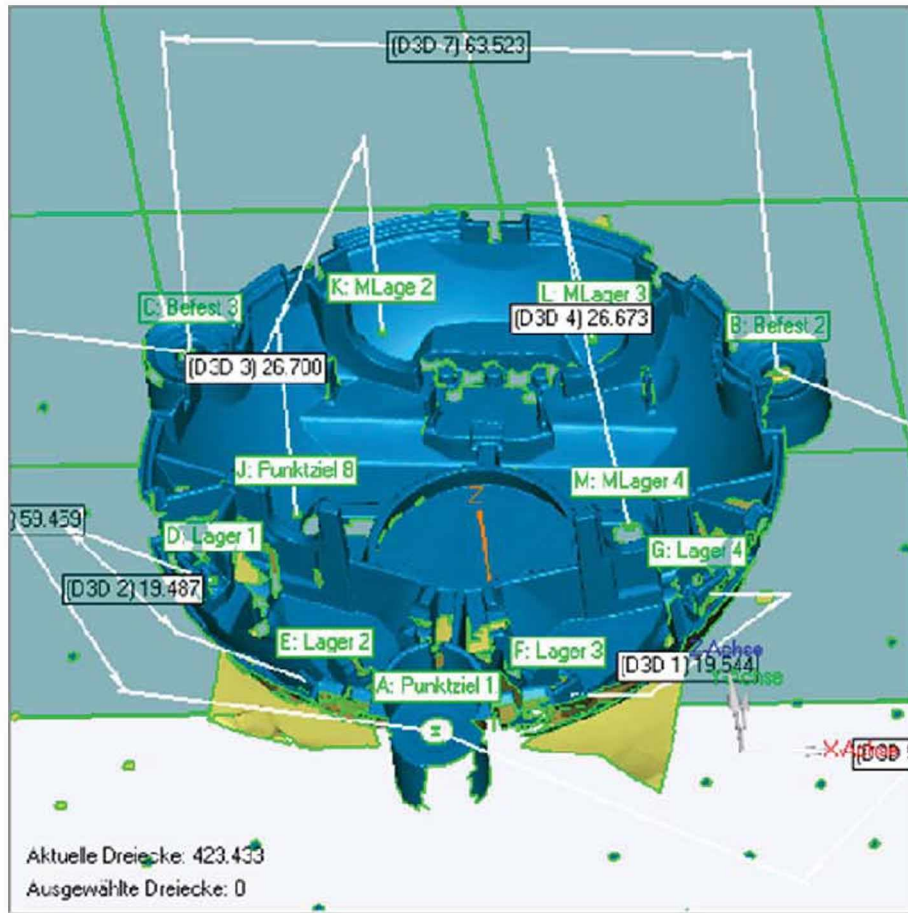 (D3D 7) 63.523
K: MLage 2
C: Befest 3
L: MLager 3
(D3D 4) 26.673
B: Befest 2
(D3D 3) 26.700
J: Punktziel 8
M: MLager 4
) 59.459
D: Lager 1
G: Lager 4
(D3D 2) 19.487
E: Lager 2
F: Lager 3
(D3D 1) 19.544
Z-Achse
Y-Achse
A: Punktziel 1
X-Achse
(D3D
Z
Aktuelle Dreiecke: 423.433
Ausgewählte Dreiecke: 0